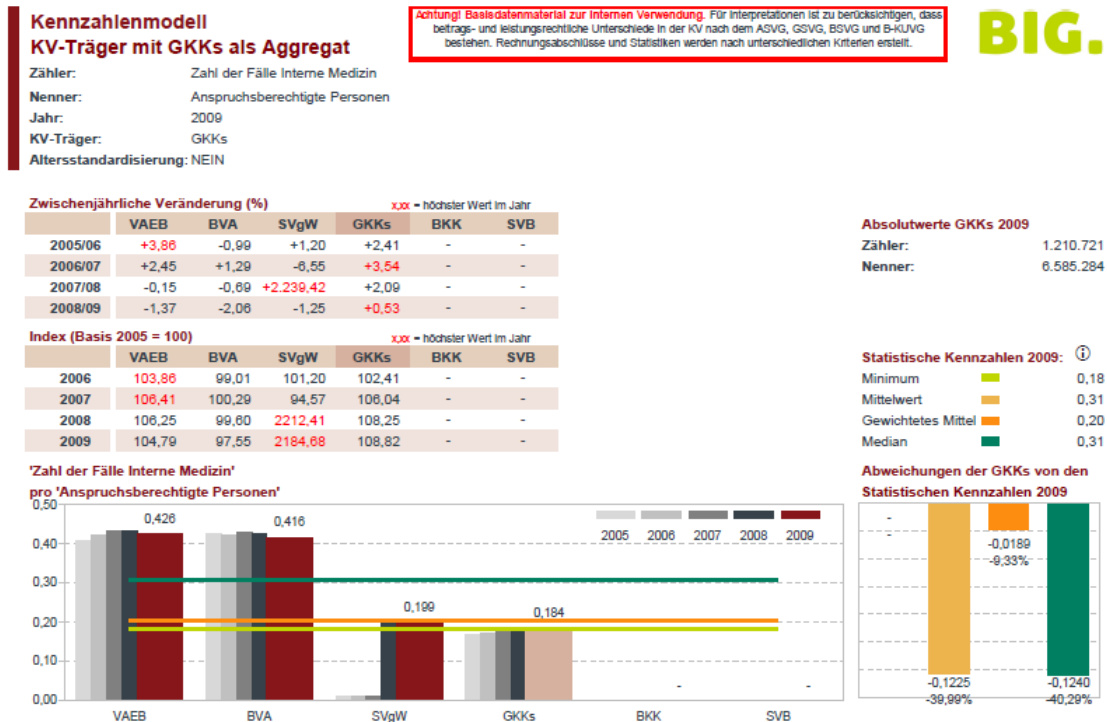 Kennzahlenmodell
KV-Träger mit GKKs als Aggregat
Zähler: Zahl der Fälle Interne Medizin
Nenner: Anspruchsberechtigte Personen
Jahr: 2009
KV-Träger: GKKs
Altersstandardisierung: NEIN
Achtung! Basisdatenmaterial zur internen Verwendung. Für Interpretationen ist zu berücksichtigen, dass
beitrags- und leistungsrechtliche Unterschiede in der KV nach dem ASVG, GSVG, BSVG und B-KUVG
bestehen. Rechnungsabschlüsse und Statistiken werden nach unterschiedlichen Kriterien erstellt.
BIG.
Zwischenjährliche Veränderung (%) x,xx = höchster Wert im Jahr
VAEB BVA SVgW GKKs BKK SVB
2005/06 +3,86 -0,99 +1,20 +2,41 - -
2006/07 +2,45 +1,29 -6,55 +3,54 - -
2007/08 -0,15 -0,69 +2.239,42 +2,09 - -
2008/09 -1,37 -2,06 -1,25 +0,53 - -
Index (Basis 2005 = 100) x,xx = höchster Wert im Jahr
VAEB BVA SVgW GKKs BKK SVB
2006 103,86 99,01 101,20 102,41 - -
2007 106,41 100,29 94,57 106,04 - -
2008 106,25 99,60 2212,41 108,25 - -
2009 104,79 97,55 2184,68 108,82 - -
Absolutwerte GKKs 2009
Zähler: 1.210.721
Nenner: 6.585.284
Statistische Kennzahlen 2009:
Minimum 0,18
Mittelwert 0,31
Gewichtetes Mittel 0,20
Median 0,31
'Zahl der Fälle Interne Medizin'
pro 'Anspruchsberechtigte Personen'
0,50
0,40
0,30
0,20
0,10
0,00
0,426
0,416
0,199
0,184
-
-
2005 2006 2007 2008 2009
VAEB BVA SVgW GKKs BKK SVB
Abweichungen der GKKs von den
Statistischen Kennzahlen 2009
-
-
-0,0189
-9,33%
-0,1225
-39,99%
-0,1240
-40,29%